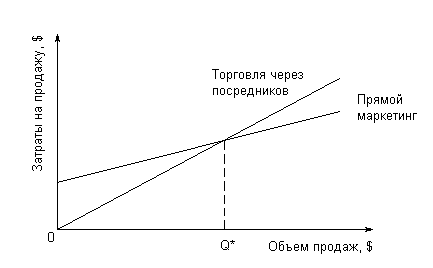 Затраты на продажу, $
Торговля через
посредников
Прямой
маркетинг
0
Q*
Объем продаж, $